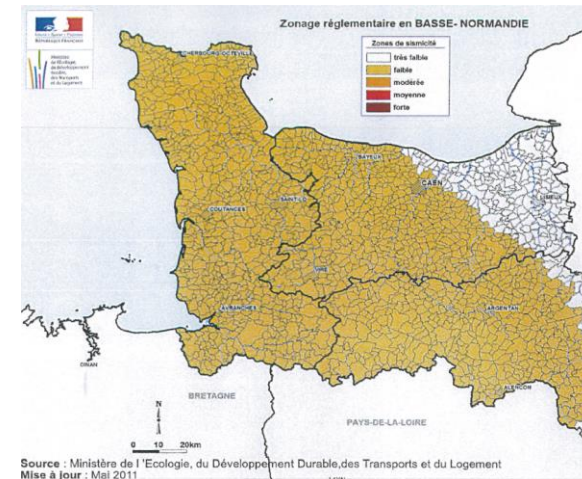 RÉPUBLIQUE FRANÇAISE
Zonage réglementaire en BASSE- NORMANDIE
Zones de sismicité
très faible
faible
modérée
moyenne
forte
CHERBOURG-OCTEVILLE
BAYEUX
CAEN
SAINT-LO
COUTANCES
VIRE
AVRANCHES
ARGENTAN
DINAN
ALENCON
BRETAGNE
N
PAYS-DE-LA-LOIRE
0 10 20km
Source : Ministère de l 'Ecologie, du Développement Durable,des Transports et du Logement
Mise à jour : Mai 2011